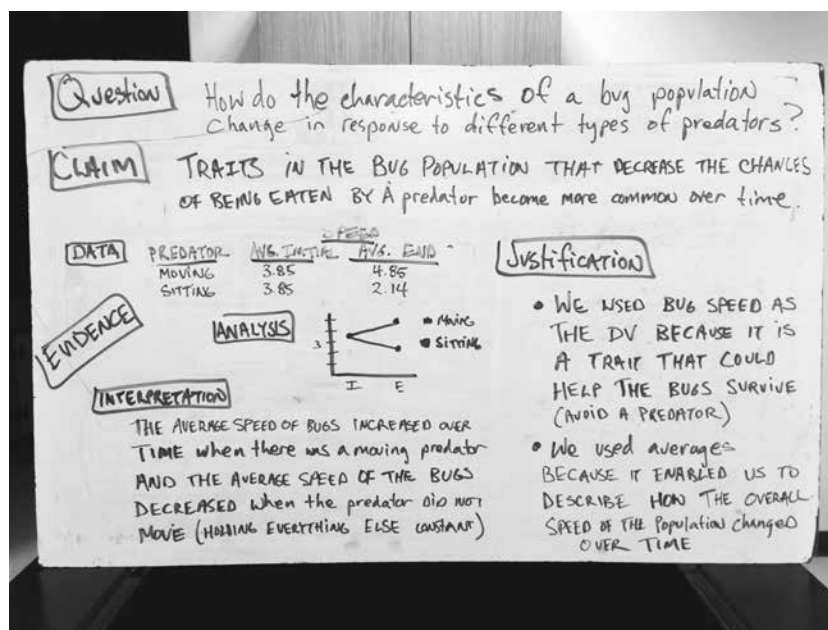 Question
How do the characteristics of a bug population
change in response to different types of predators?
CLAIM
TRAITS IN THE BUG POPULATION THAT DECREASE THE CHANCES
OF BEING EATEN BY A predator become more common over time.
DATA
SPEED
PREDATOR AVG. INITIAL AVG. END
MOVING 3.85 4.85
SITTING 3.85 2.14
EVIDENCE
ANALYSIS
3
I E
MOVING
SITTING
INTERPRETATION
THE AVERAGE SPEED OF BUGS INCREASED OVER
TIME when there was a moving predator
AND THE AVERAGE SPEED OF THE BUGS
DECREASED when the predator DID NOT
MOVE (HOLDING EVERYTHING ELSE CONSTANT)
Justification
• WE USED BUG SPEED AS
THE DV BECAUSE IT IS
A TRAIT THAT COULD
HELP THE BUGS SURVIVE
(AVOID A PREDATOR)
• We used averages
BECAUSE IT ENABLED US TO
DESCRIBE HOW THE OVERALL
SPEED OF THE Population changed
OVER TIME